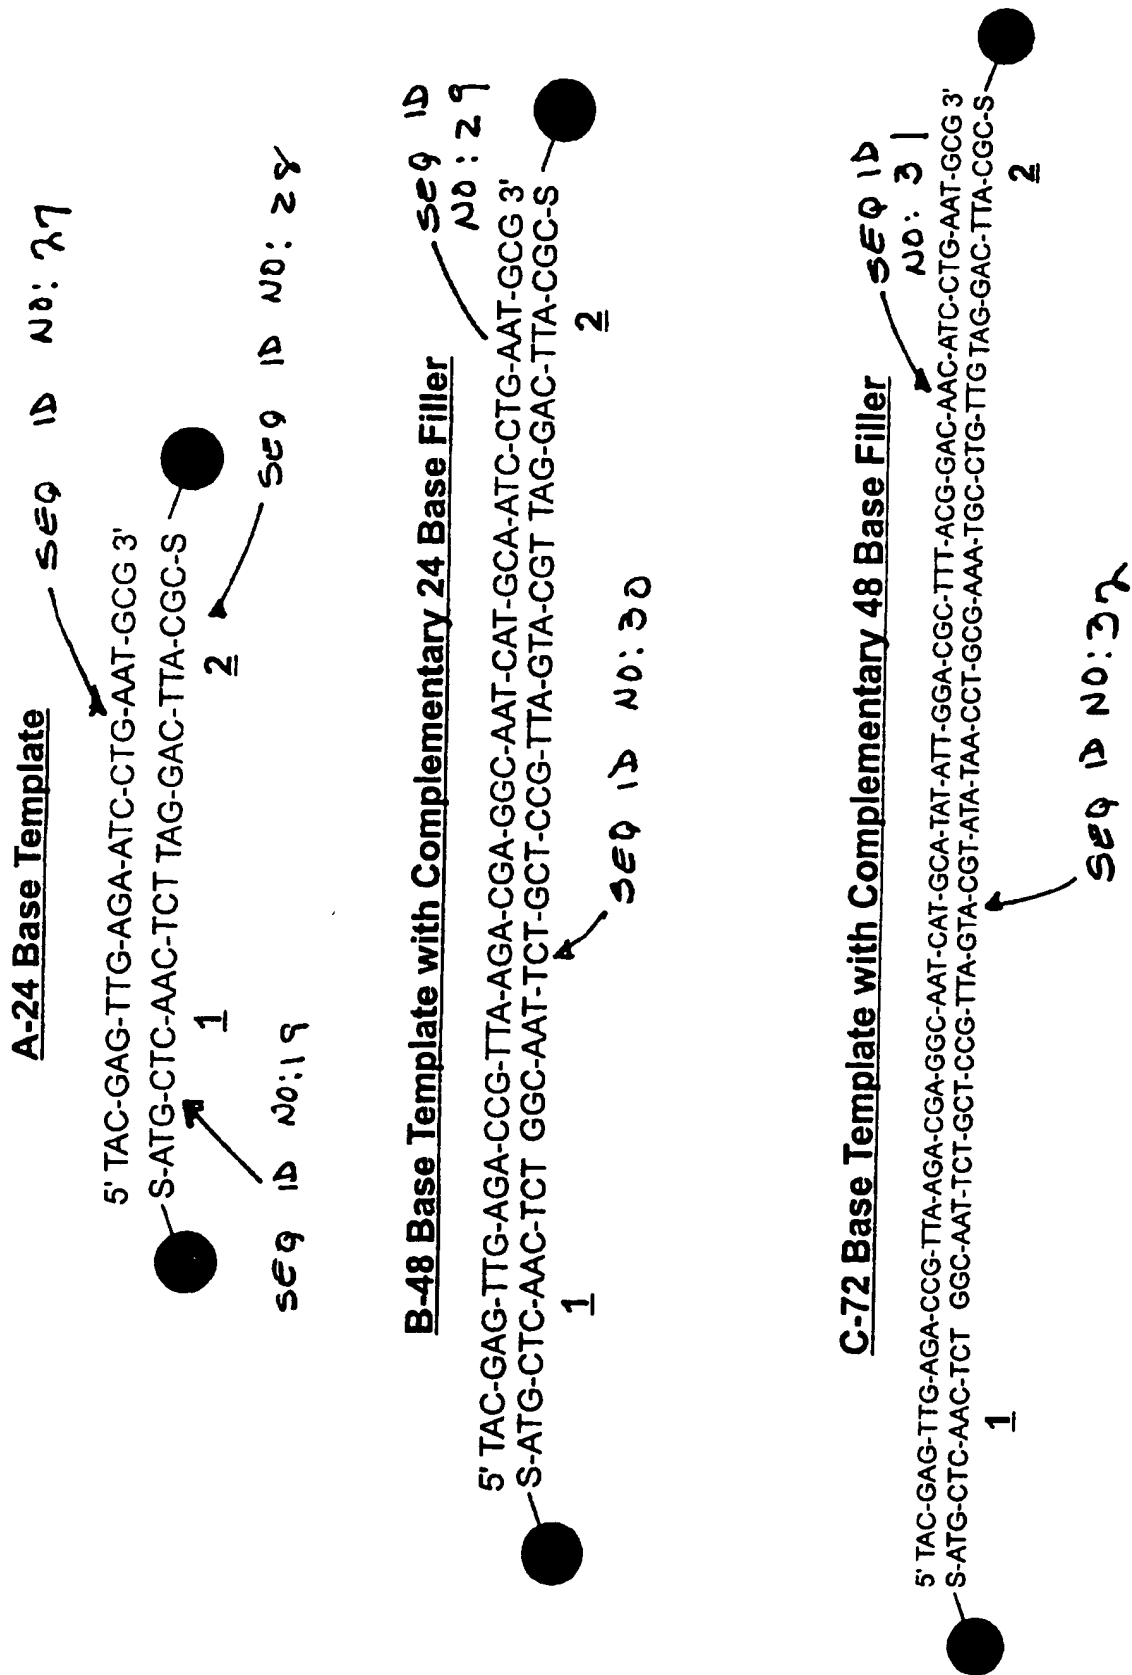 A-24 Base Template
SEQ ID NO: 27
5' TAC-GAG-TTG-AGA-ATC-CTG-AAT-GCG 3'
S-ATG-CTC-AAC-TCT TAG-GAC-TTA-CGC-S
1
2
SEQ ID NO:19
SEQ ID NO: 28
B-48 Base Template with Complementary 24 Base Filler
SEQ ID
NO: 29
5' TAC-GAG-TTG-AGA-CCG-TTA-AGA-CGA-GGC-AAT-CAT-GCA-ATC-CTG-AAT-GCG 3'
S-ATG-CTC-AAC-TCT GGC-AAT-TCT-GCT-CCG-TTA-GTA-CGT TAG-GAC-TTA-CGC-S
1
2
SEQ ID NO:30
C-72 Base Template with Complementary 48 Base Filler
SEQ ID
NO: 31
5' TAC-GAG-TTG-AGA-CCG-TTA-AGA-CGA-GGC-AAT-CAT-GCA-TAT-ATT-GGA-CGC-TTT-ACG-GAC-AAC-ATC-CTG-AAT-GCG 3'
S-ATG-CTC-AAC-TCT GGC-AAT-TCT-GCT-CCG-TTA-GTA-CGT-ATA-TAA-CCT-GCG-AAA-TGC-CTG-TTG TAG-GAC-TTA-CGC-S
1
2
SEQ ID NO:32